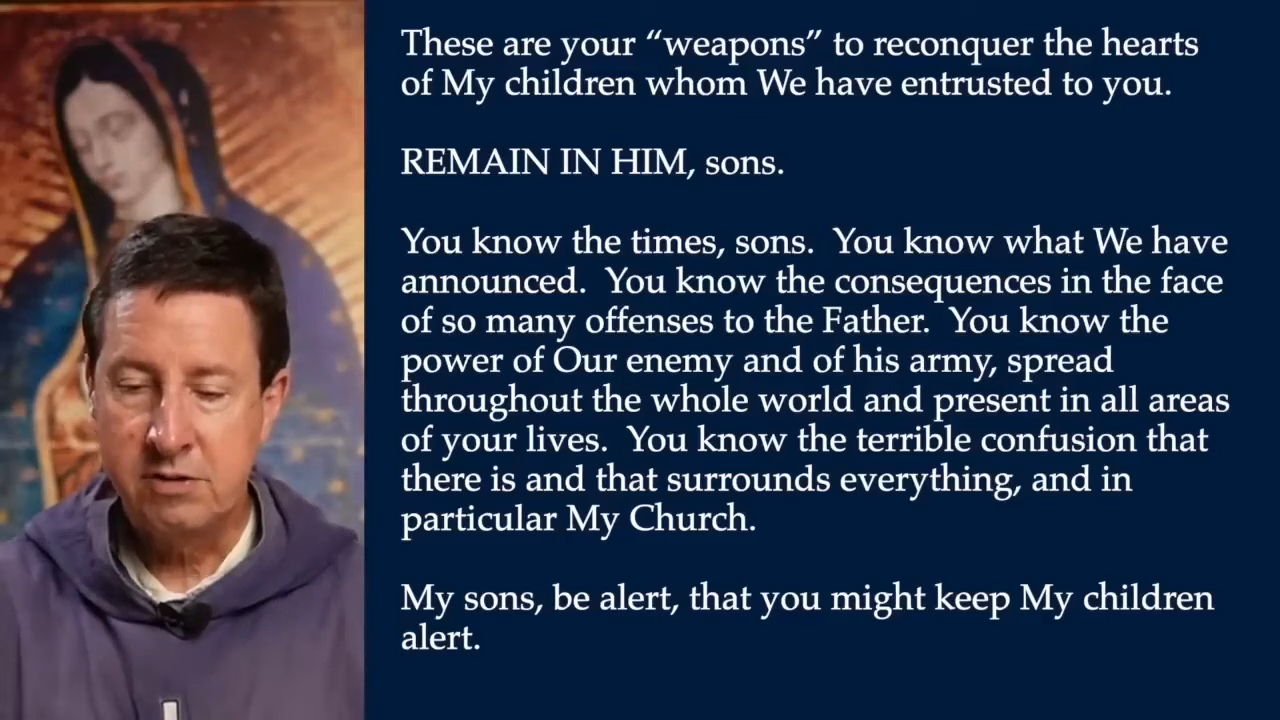 These are your “weapons” to reconquer the hearts
of My children whom We have entrusted to you.
REMAIN IN HIM, sons.
You know the times, sons.  You know what We have
announced.  You know the consequences in the face
of so many offenses to the Father.  You know the
power of Our enemy and of his army, spread
throughout the whole world and present in all areas
of your lives.  You know the terrible confusion that
there is and that surrounds everything, and in
particular My Church.
My sons, be alert, that you might keep My children
alert.